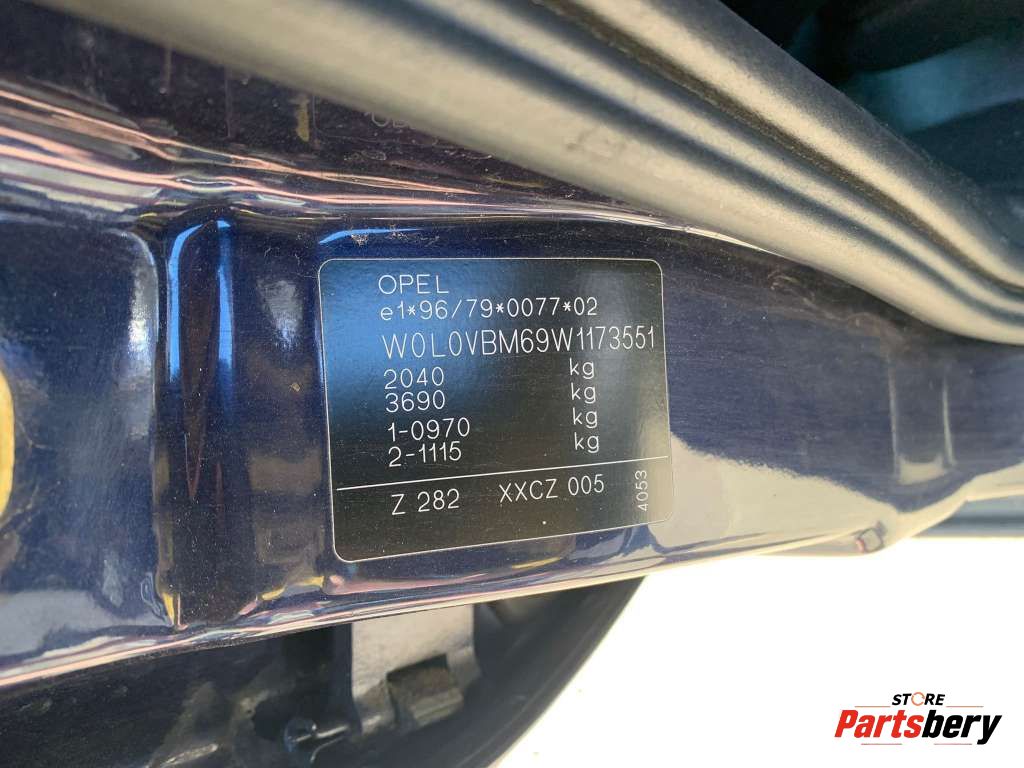 OPEL
e1*96/79*0077*02
W0L0VBM69W1173551
2040 kg
3690 kg
1-0970 kg
2-1115 kg
Z 282 XXCZ 005
4053
STORE
Partsbery